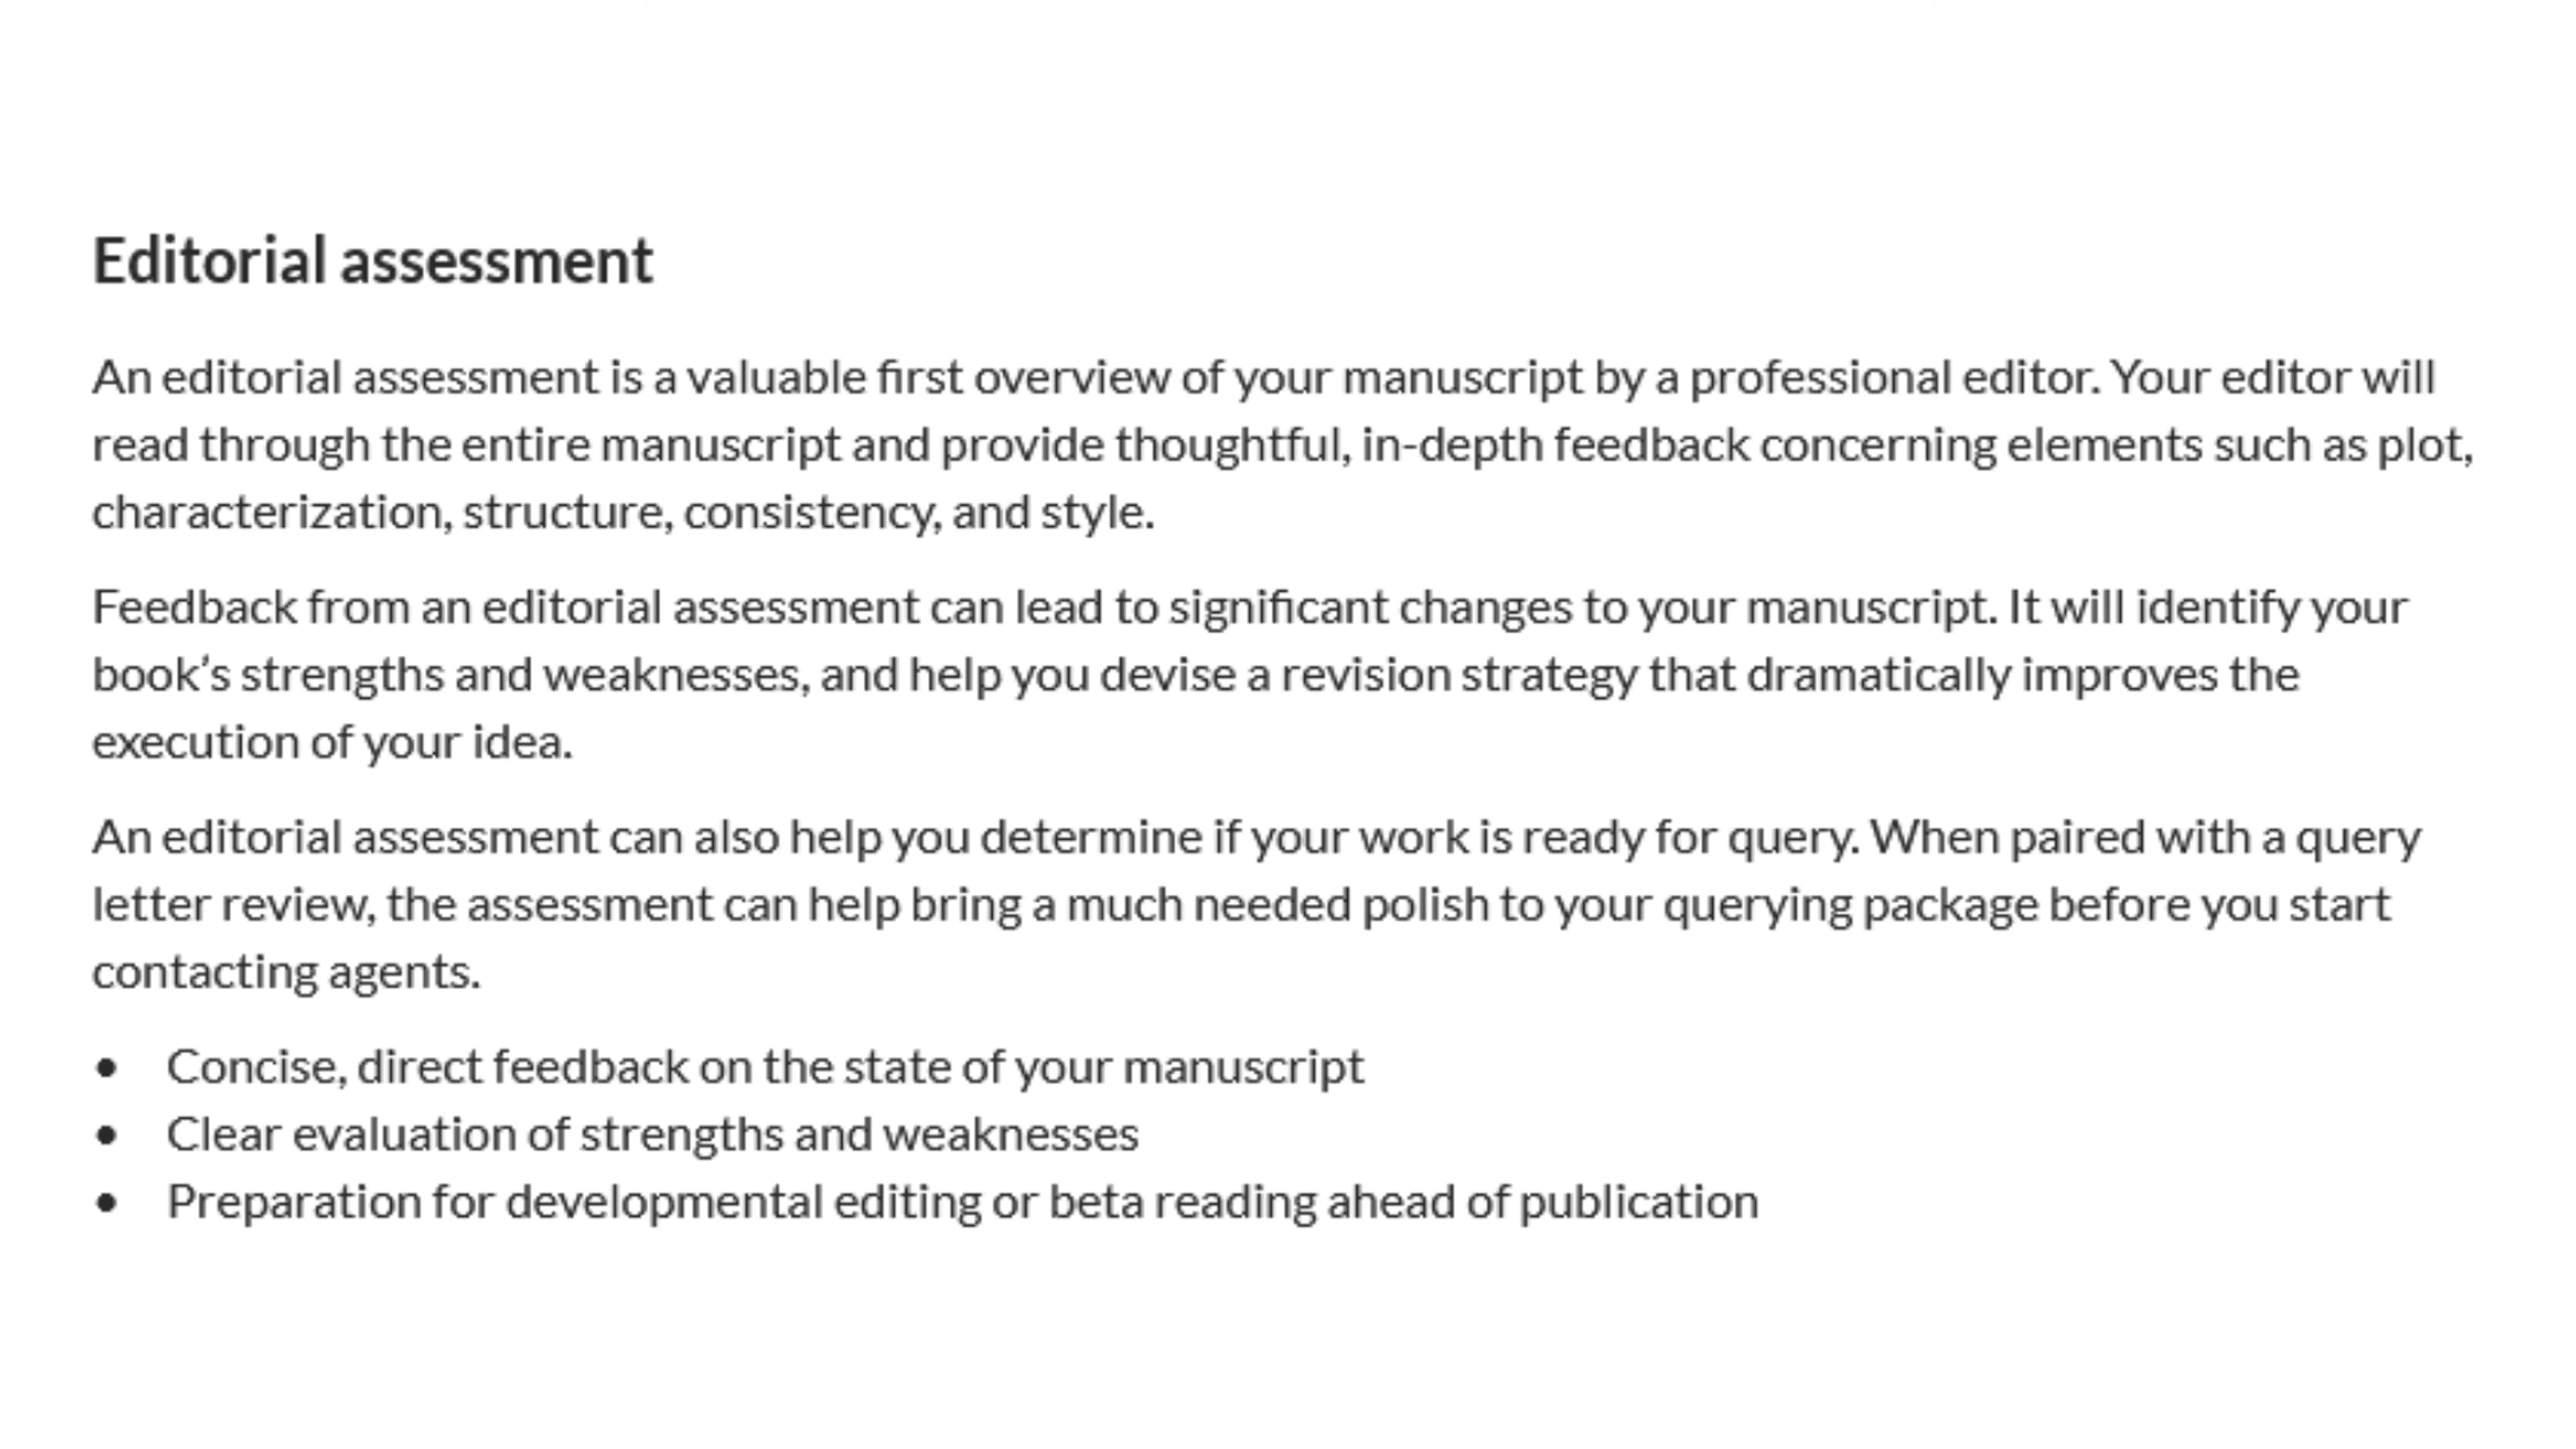 Editorial assessment
An editorial assessment is a valuable first overview of your manuscript by a professional editor. Your editor will
read through the entire manuscript and provide thoughtful, in-depth feedback concerning elements such as plot,
characterization, structure, consistency, and style.
Feedback from an editorial assessment can lead to significant changes to your manuscript. It will identify your
book’s strengths and weaknesses, and help you devise a revision strategy that dramatically improves the
execution of your idea.
An editorial assessment can also help you determine if your work is ready for query. When paired with a query
letter review, the assessment can help bring a much needed polish to your querying package before you start
contacting agents.
• Concise, direct feedback on the state of your manuscript
• Clear evaluation of strengths and weaknesses
• Preparation for developmental editing or beta reading ahead of publication